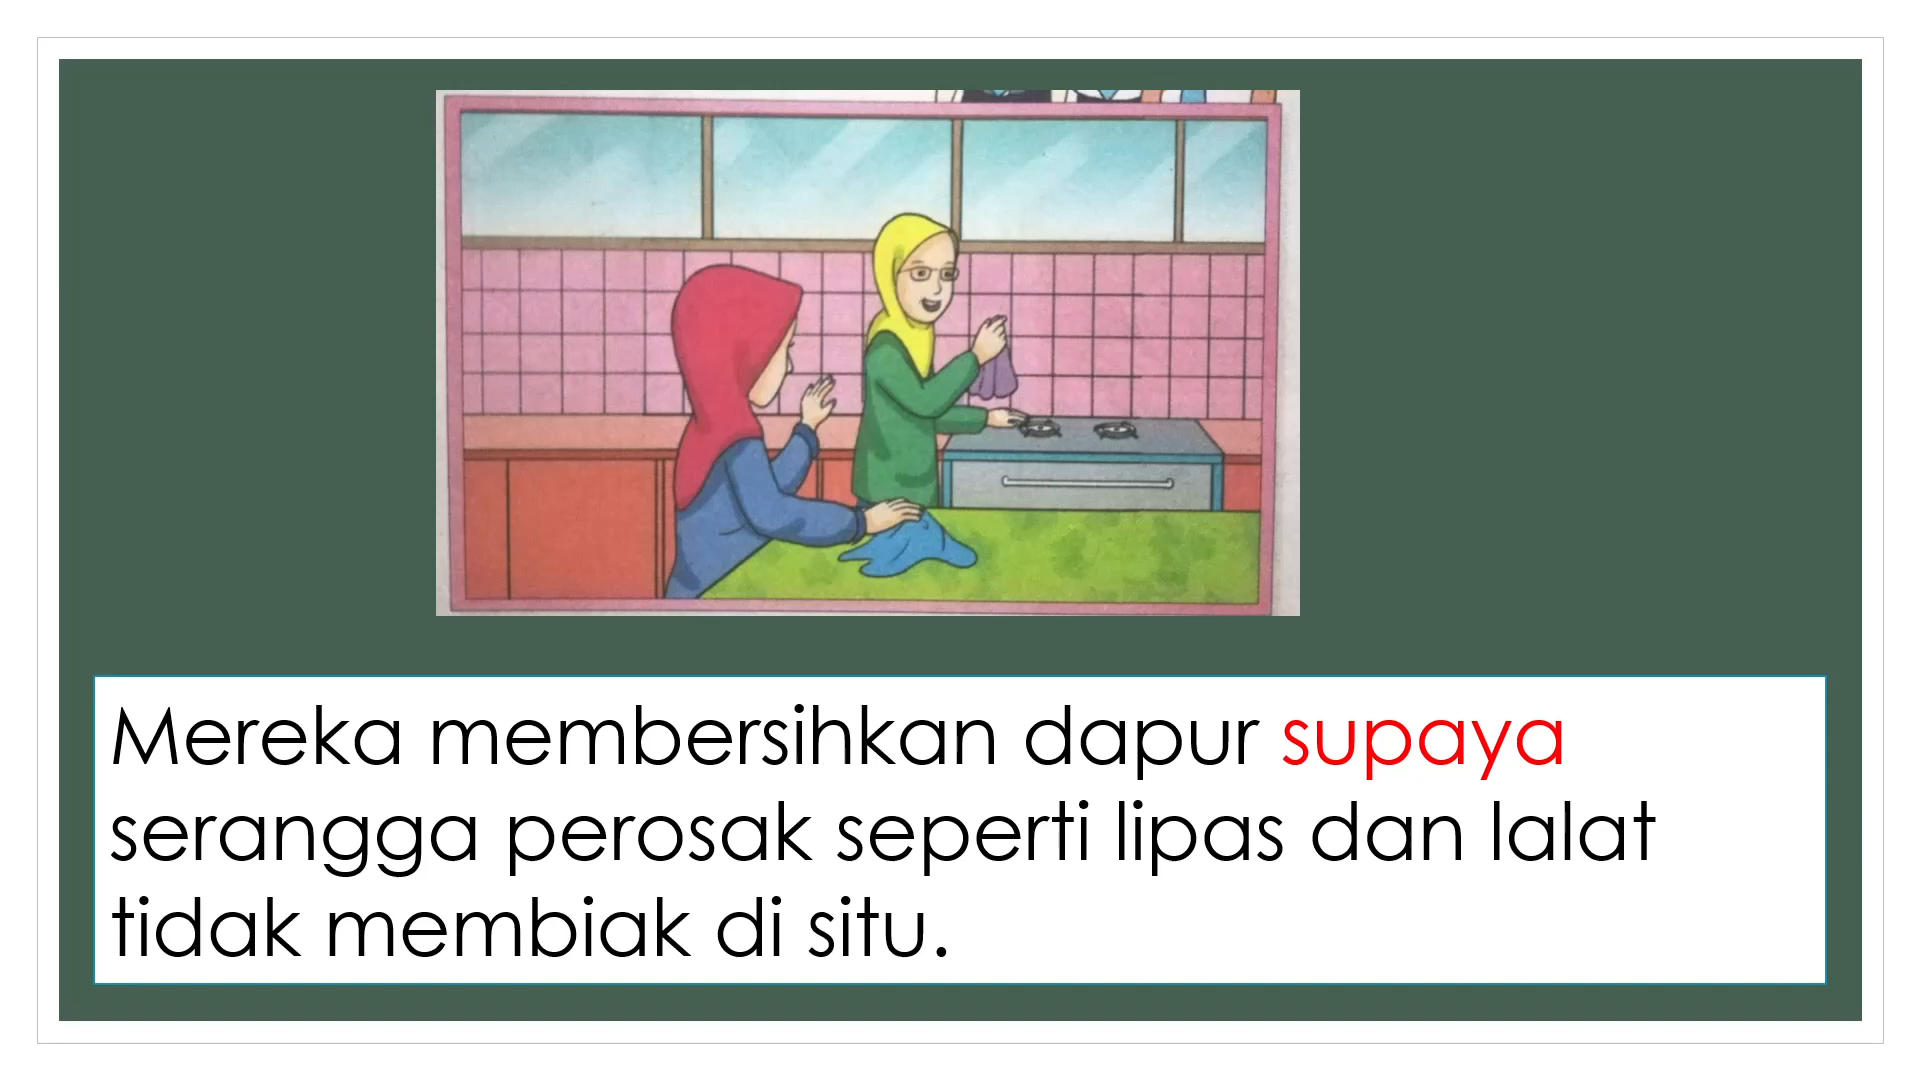 Mereka membersihkan dapur supaya
serangga perosak seperti lipas dan lalat
tidak membiak di situ.